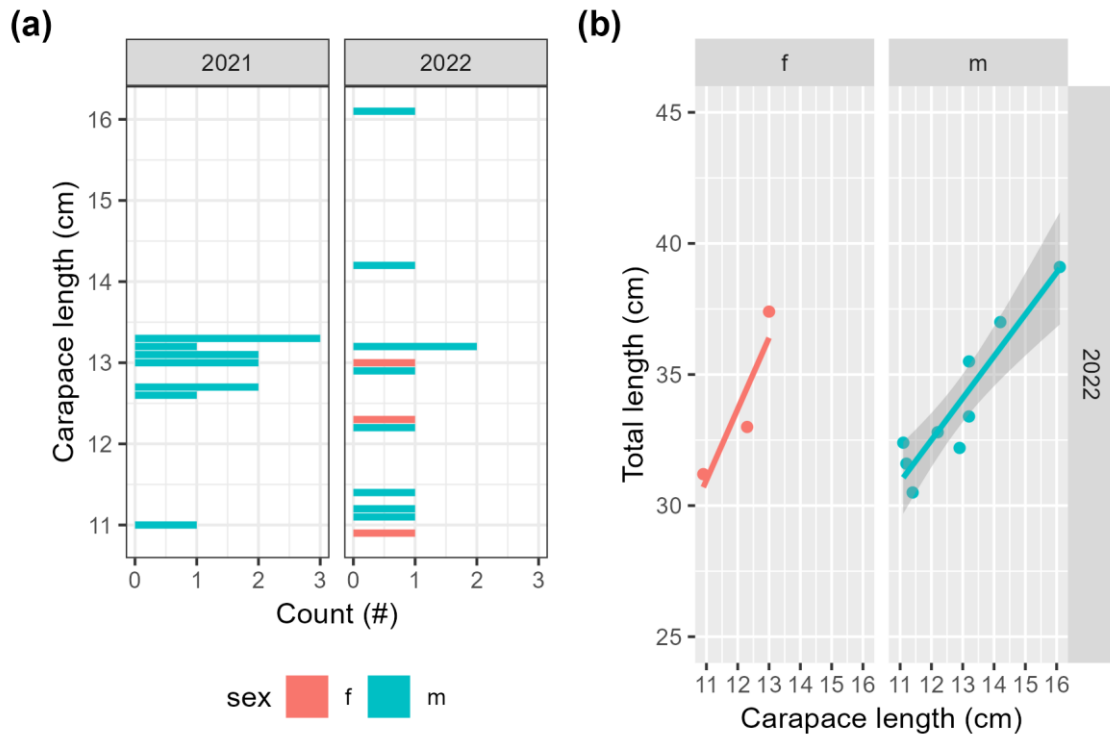 (a)
2021 2022
16
15
14
13
12
11
Carapace length (cm)
0 1 2 3 0 1 2 3
Count (#)
sex f m
(b)
f m
45
40
35
30
25
Total length (cm)
2022
11 12 13 14 15 16 11 12 13 14 15 16
Carapace length (cm)